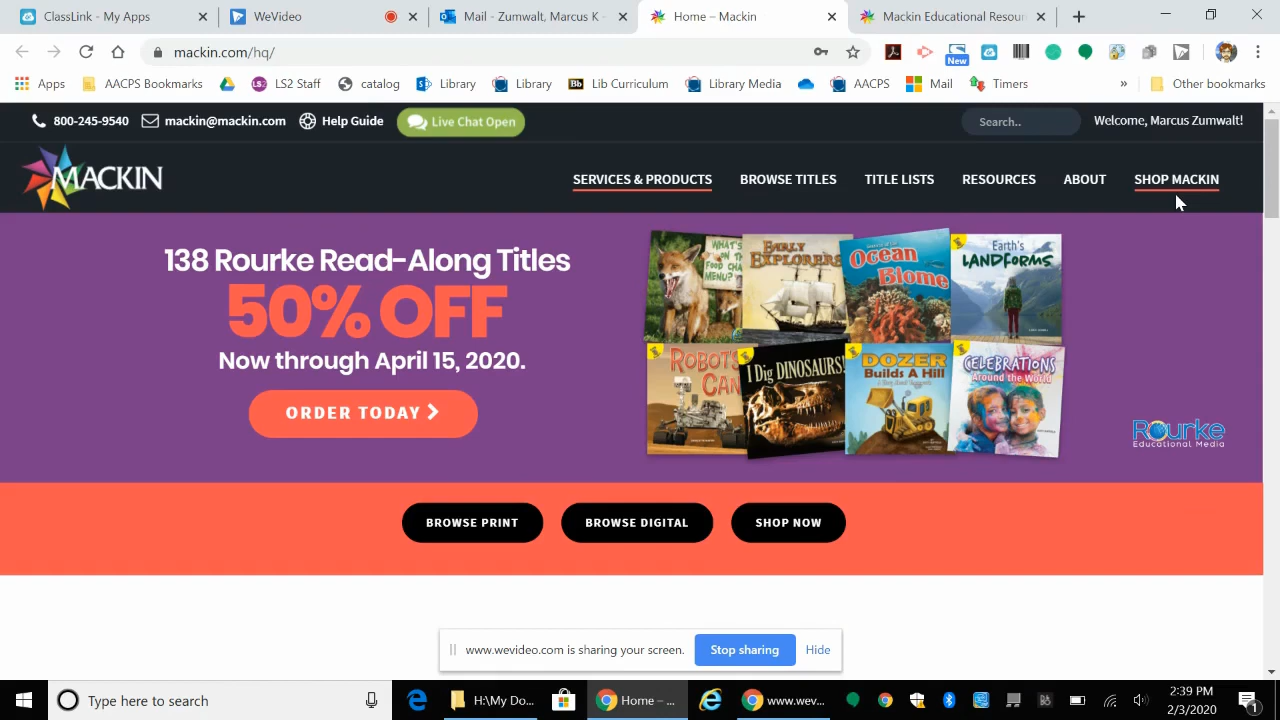 ClassLink - My Apps
WeVideo
Mail - Zumwalt, Marcus K -
Home – Mackin
Mackin Educational Resour
mackin.com/hq/
New
Apps
AACPS Bookmarks
LS2 Staff
catalog
Library
Library
Bb Lib Curriculum
Library Media
AACPS
Mail
Timers
»
Other bookmarks
800-245-9540
mackin@mackin.com
Help Guide
Live Chat Open
Search..
Welcome, Marcus Zumwalt!
MACKIN
SERVICES & PRODUCTS
BROWSE TITLES
TITLE LISTS
RESOURCES
ABOUT
SHOP MACKIN
138 Rourke Read-Along Titles
50% OFF
Now through April 15, 2020.
ORDER TODAY
WHAT'S
ON THE
FOOD CHA
MENU?
EARLY
EXPLORERS
Ocean
Biome
Earth's
LANDFORMS
ROBOTS
CAN
I Dig DINOSAURS!
DOZER
Builds A Hill
CELEBRATIONS
Around the World
Rourke
Educational Media
BROWSE PRINT
BROWSE DIGITAL
SHOP NOW
www.wevideo.com is sharing your screen.
Stop sharing
Hide
Type here to search
H:\My Do...
Home – ...
www.wev...
2:39 PM
2/3/2020
1